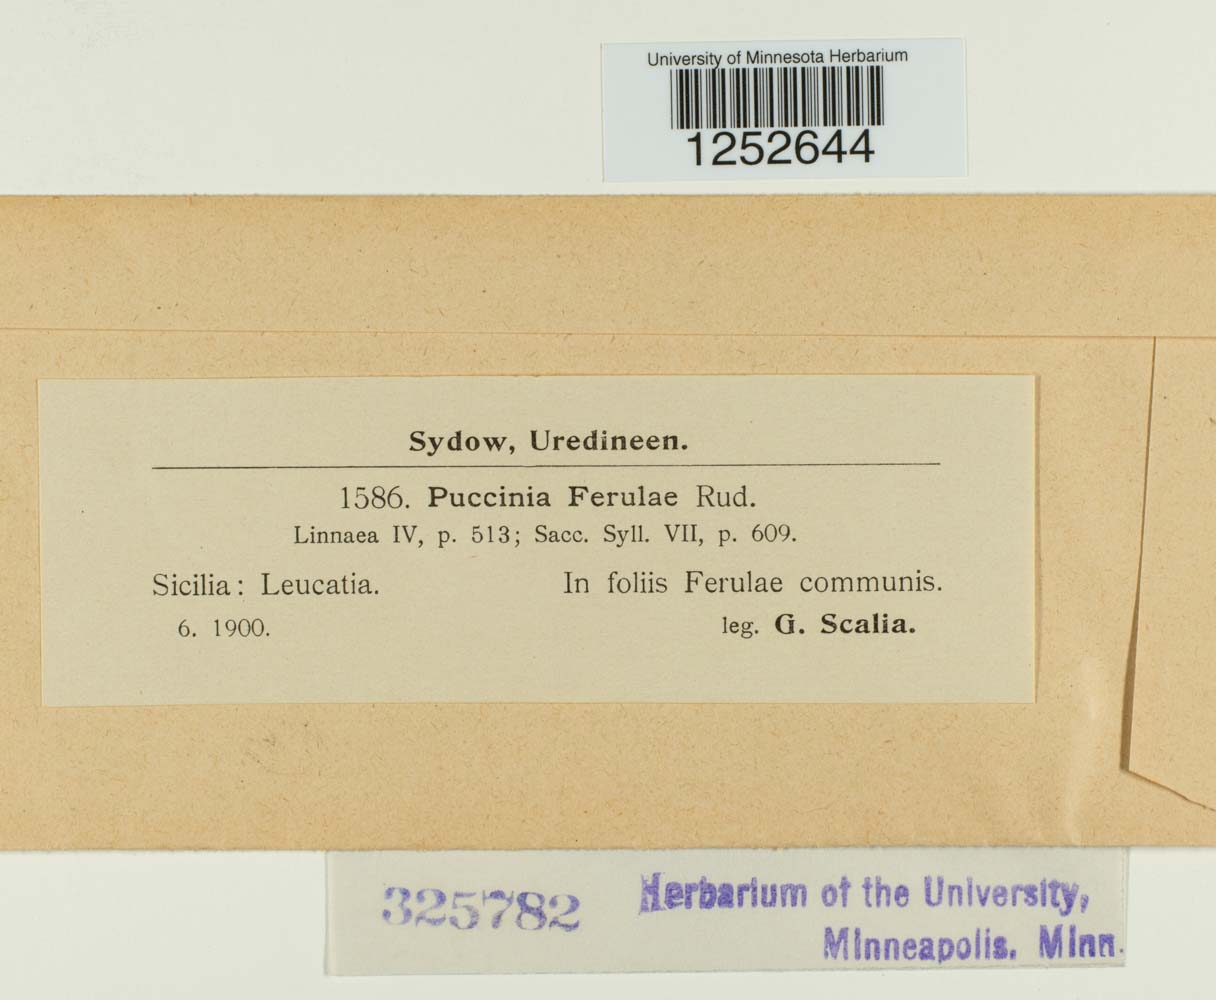 University of Minnesota Herbarium
1252644
Sydow, Uredineen.
1586. Puccinia Ferulae Rud.
Linnaea IV, p. 513; Sacc. Syll. VII, p. 609.
Sicilia: Leucatia. In foliis Ferulae communis.
6. 1900. leg. G. Scalia.
325782 Herbarium of the University,
Minneapolis. Minn.